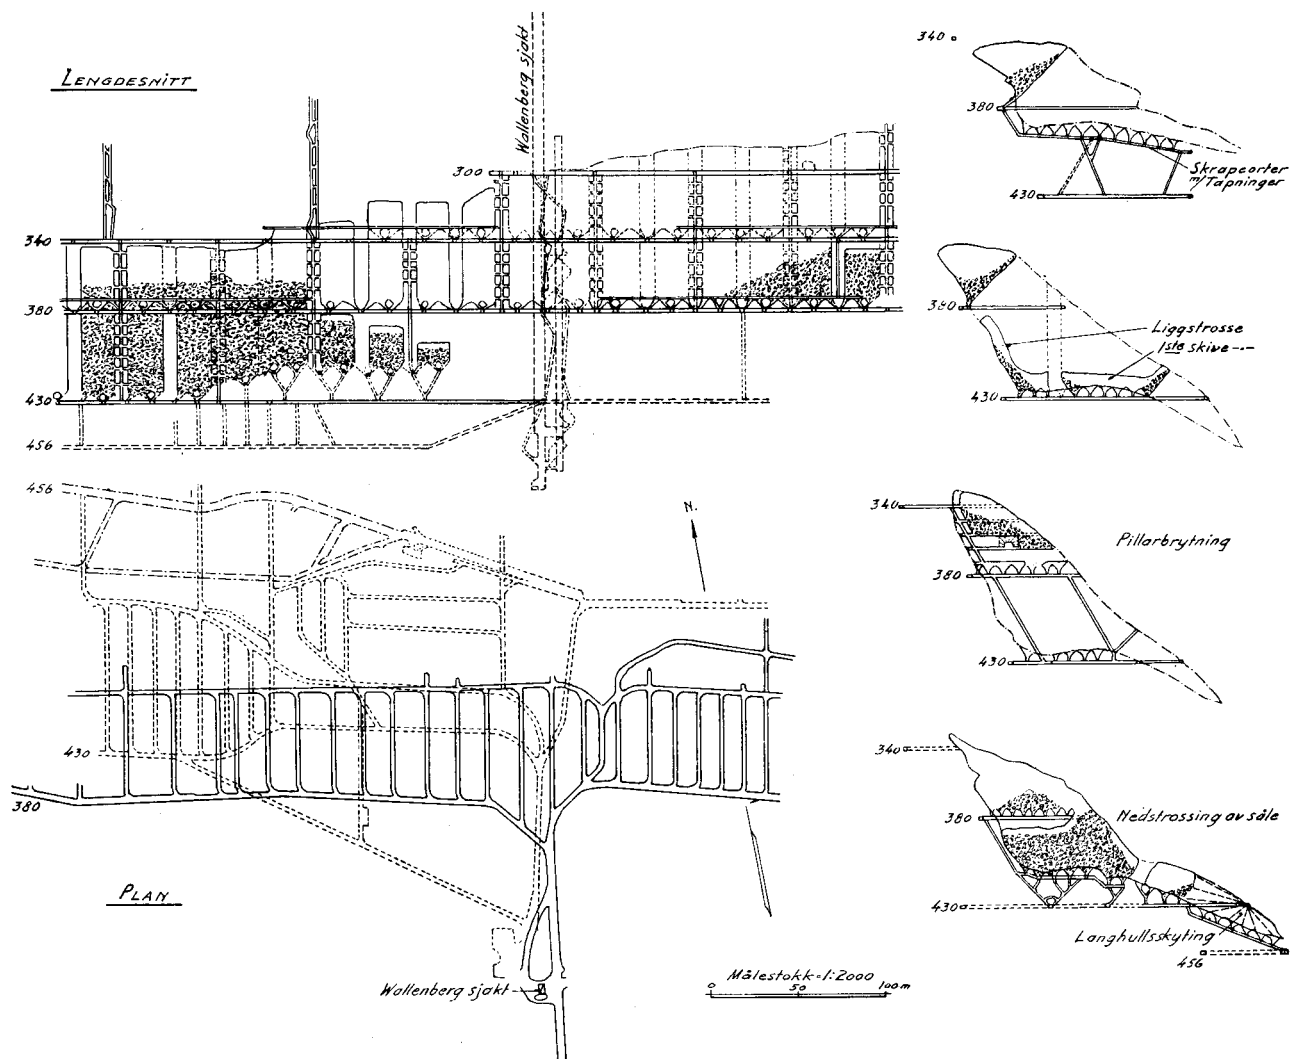 LENGDESNITT
Wallenberg sjakt
300
340
380
430
456
340
380
Skraporter
m/Tapninger
430
380
Liggstrosse
1ste skive
430
340
Pillarbrytning
380
430
340
380
Nedstrossing av såle
430
Langhullsskyting
456
456
N.
430
380
PLAN
Wallenberg sjakt
Målestokk=1:2000
0 50 100m